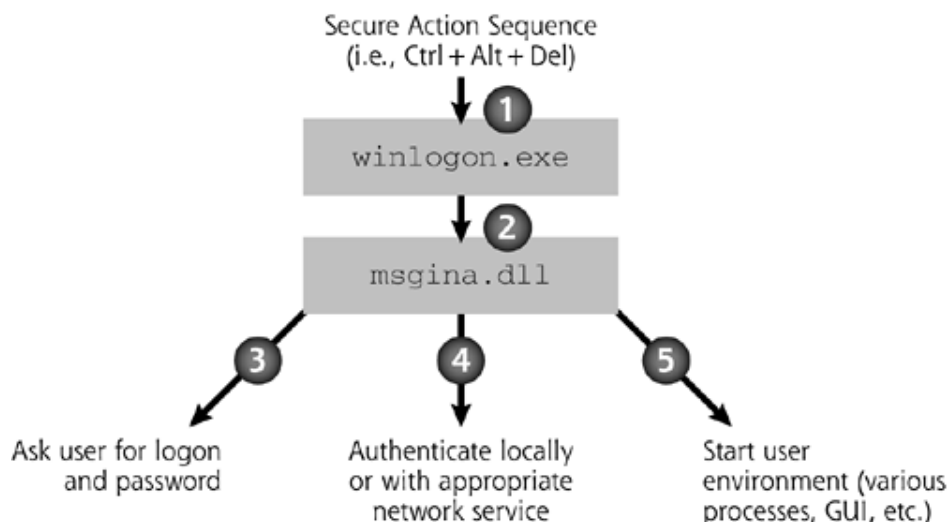 Secure Action Sequence
(i.e., Ctrl + Alt + Del)
1
winlogon.exe
2
msgina.dll
3
4
5
Ask user for logon
and password
Authenticate locally
or with appropriate
network service
Start user
environment (various
processes, GUI, etc.)